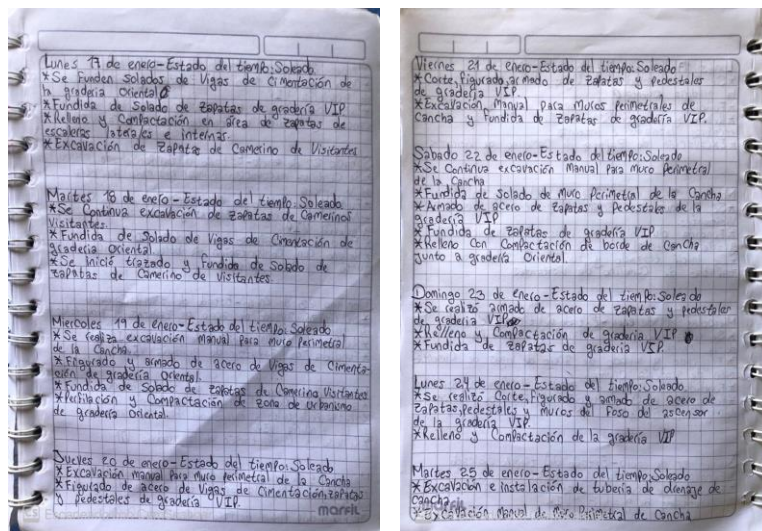 Lunes 17 de enero-Estado del tiempo: Soleado
* Se Funden Solados de Vigas de Cimentación de
la graderia Oriental
* Fundida de Solado de zapatas de gradería VIP
* Relleno y Compactación en área de zapatas de
escaleras laterales e internas.
* Excavación de Zapatas de Camerino de Visitantes
Martes 18 de enero - Estado del tiempo: Soleado
* Se Continua excavación de zapatas de Camerinos
Visitantes.
* Fundida de Solado de Vigas de Cimentación de
graderia Oriental.
* Se inició trazado y fundida de Solado de
zapatas de Camerino de Visitantes
Miercoles 19 de enero - Estado del tiempo: Soleado
* Se realiza excavación manual para muro perimetral
de la Cancha.
* Figurado y armado de acero de Vigas de Cimenta-
ción de gradería Oriental.
* Fundida de Solado de zapatas de Camerino Visitantes
* Perfilación y Compactación de zona de urbanismo
de gradería Oriental.
Jueves 20 de enero - Estado del tiempo: Soleado
* Excavación manual para muro perimetral de la Cancha
* Figurado de acero de Vigas de Cimentación, zapatas
y pedestales de gradería VIP.
marfil
Viernes 21 de enero-Estado del tiempo: Soleado
* Corte, Figurado, armado de zapatas y pedestales
de gradería VIP.
* Excavación Manual para muros perimetrales de
Cancha y Fundida de Zapatas de gradería VIP.
Sabado 22 de enero-Estado del tiempo: Soleado
* Se Continua excavación Manual Para muro Perimetral
de la Cancha
* Fundida de Solado de muro Perimetral de la Cancha
* Armado de acero de Zapatas y Pedestales de la
gradería VIP
* Fundida de zapatas de gradería VIP
* Relleno con Compactación de borde de Cancha
junto a gradería Oriental.
Domingo 23 de enero-Estado del tiempo: Soleado
* Se realizó armado de acero de zapatas y pedestales
de graderia VIP
* Relleno y Compactación de gradería VIP
* Fundida de zapatas de gradería VIP.
Lunes 24 de enero - Estado del tiempo: Soleado
* Se realizó Corte, figurado y armado de acero de
Zapatas, Pedestales y muros del Foso del ascensor
de la gradería VIP.
* Relleno y Compactación de la gradería VIP
Martes 25 de enero - Estado del tiempo: Soleado
* Excavación e instalación de tubería de drenaje de
Cancha
* Excavación Manual de Muro Perimetral de Cancha